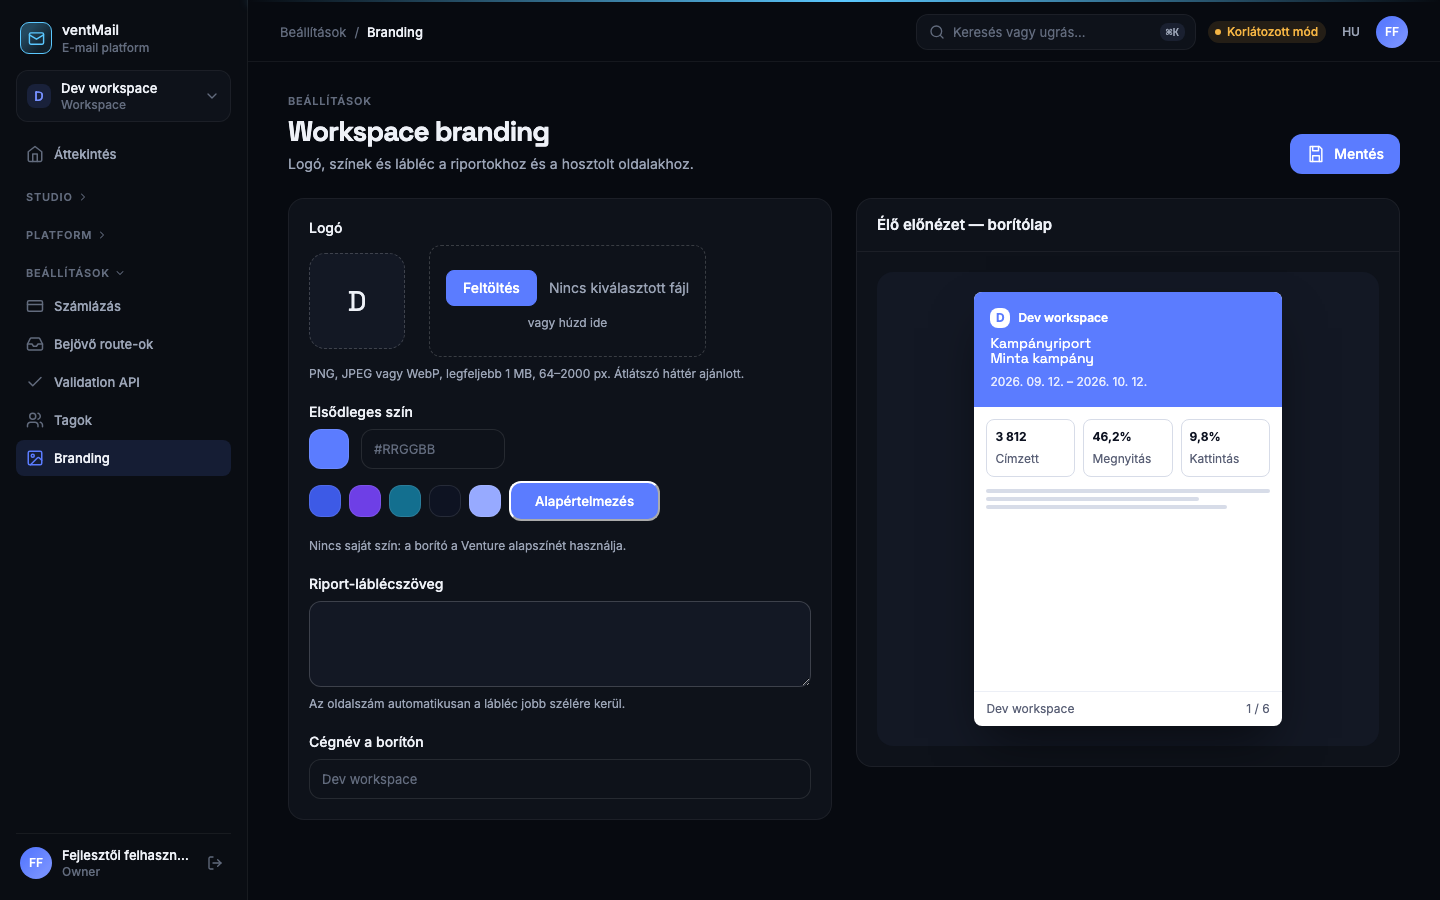 ventMail
E-mail platform
D
Dev workspace
Workspace
Áttekintés
STUDIO
PLATFORM
BEÁLLÍTÁSOK
Számlázás
Bejövő route-ok
Validation API
Tagok
Branding
FF
Fejlesztői felhaszn...
Owner
Beállítások / Branding
Keresés vagy ugrás...
⌘K
Korlátozott mód
HU
FF
BEÁLLÍTÁSOK
Workspace branding
Logó, színek és lábléc a riportokhoz és a hosztolt oldalakhoz.
Mentés
Logó
D
Feltöltés
Nincs kiválasztott fájl
vagy húzd ide
PNG, JPEG vagy WebP, legfeljebb 1 MB, 64–2000 px. Átlátszó háttér ajánlott.
Elsődleges szín
#RRGGBB
Alapértelmezés
Nincs saját szín: a borító a Venture alapszínét használja.
Riport-láblécszöveg
Az oldalszám automatikusan a lábléc jobb szélére kerül.
Cégnév a borítón
Dev workspace
Élő előnézet — borítólap
D Dev workspace
Kampányriport
Minta kampány
2026. 09. 12. – 2026. 10. 12.
3 812
Címzett
46,2%
Megnyitás
9,8%
Kattintás
Dev workspace
1 / 6